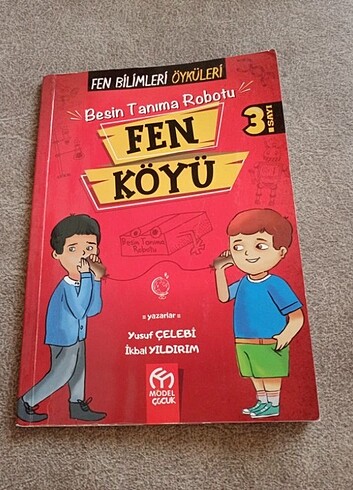 FEN BİLİMLERİ ÖYKÜLERİ
Besin Tanıma Robotu
FEN
KÖYÜ
3.SAYI
Besin Tanıma
Robotu
yazarlar
Yusuf ÇELEBİ
İkbal YILDIRIM
MODEL
ÇOCUK